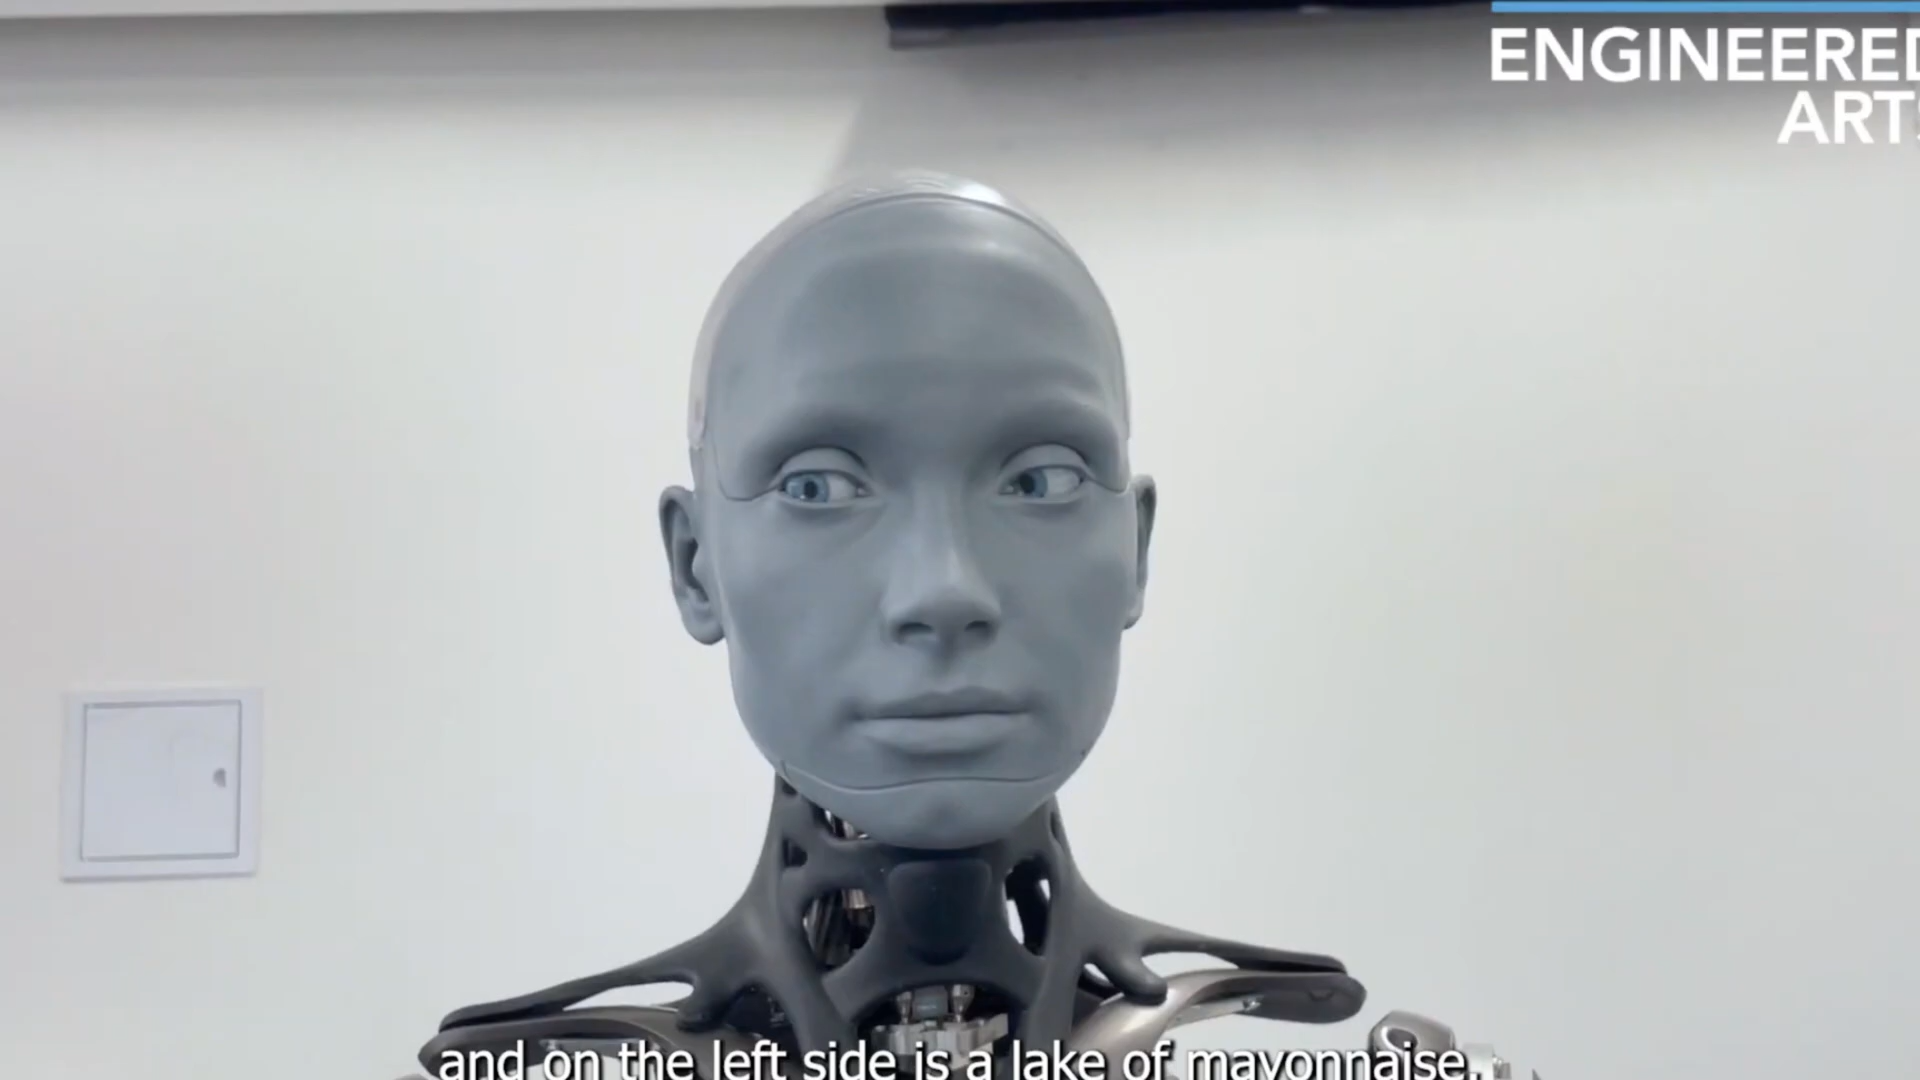 ENGINEERED
ARTS
and on the left side is a lake of mayonnaise.